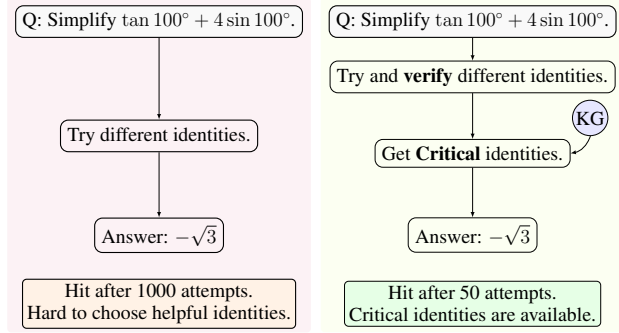 Q: Simplify tan 100° + 4 sin 100°.
Try different identities.
Answer: −√3
Hit after 1000 attempts.
Hard to choose helpful identities.
Q: Simplify tan 100° + 4 sin 100°.
Try and verify different identities.
KG
Get Critical identities.
Answer: −√3
Hit after 50 attempts.
Critical identities are available.